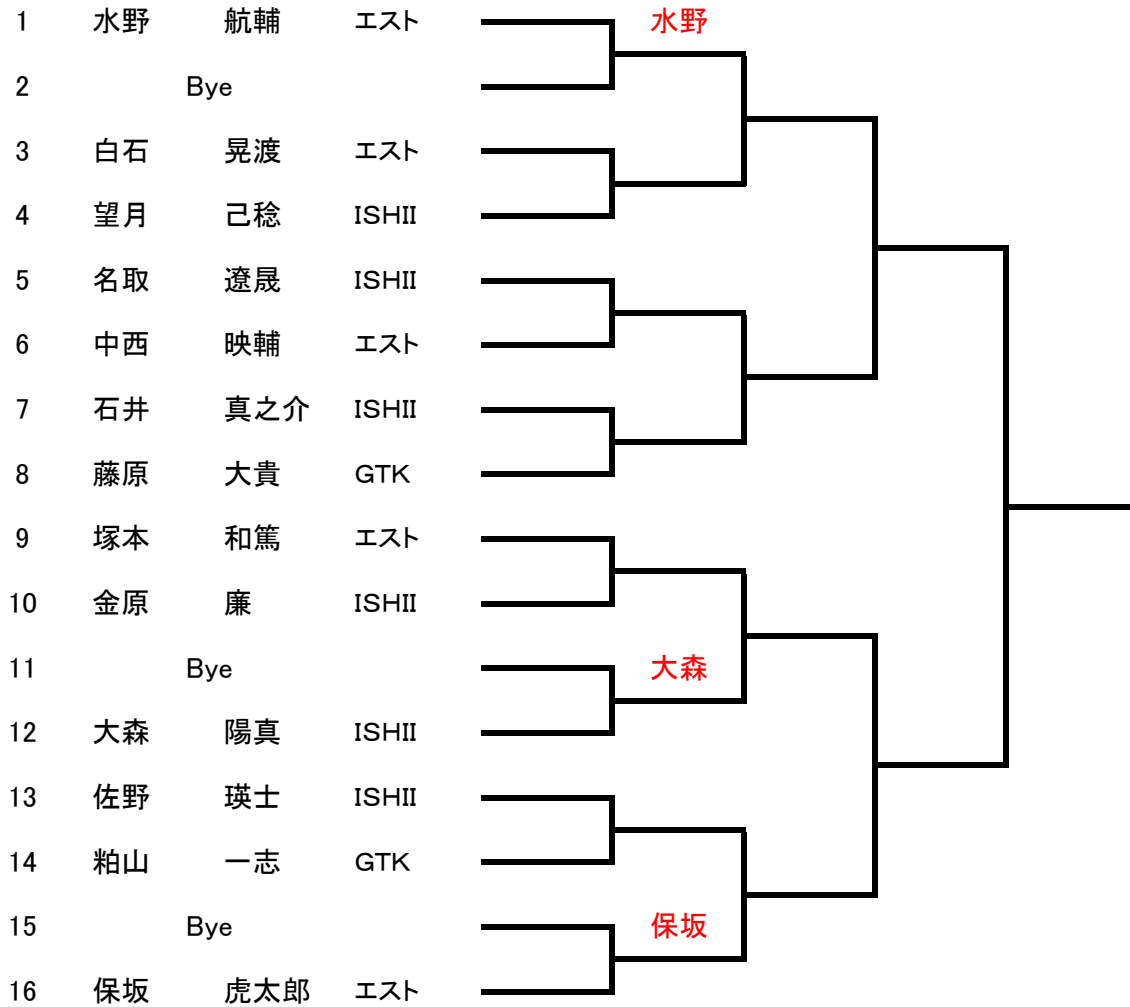 1 水野 航輔 エスト 水野
2 Bye
3 白石 晃渡 エスト
4 望月 己稔 ISHII
5 名取 遼晟 ISHII
6 中西 映輔 エスト
7 石井 真之介 ISHII
8 藤原 大貴 GTK
9 塚本 和篤 エスト
10 金原 廉 ISHII
11 Bye 大森
12 大森 陽真 ISHII
13 佐野 瑛士 ISHII
14 粕山 一志 GTK
15 Bye 保坂
16 保坂 虎太郎 エスト